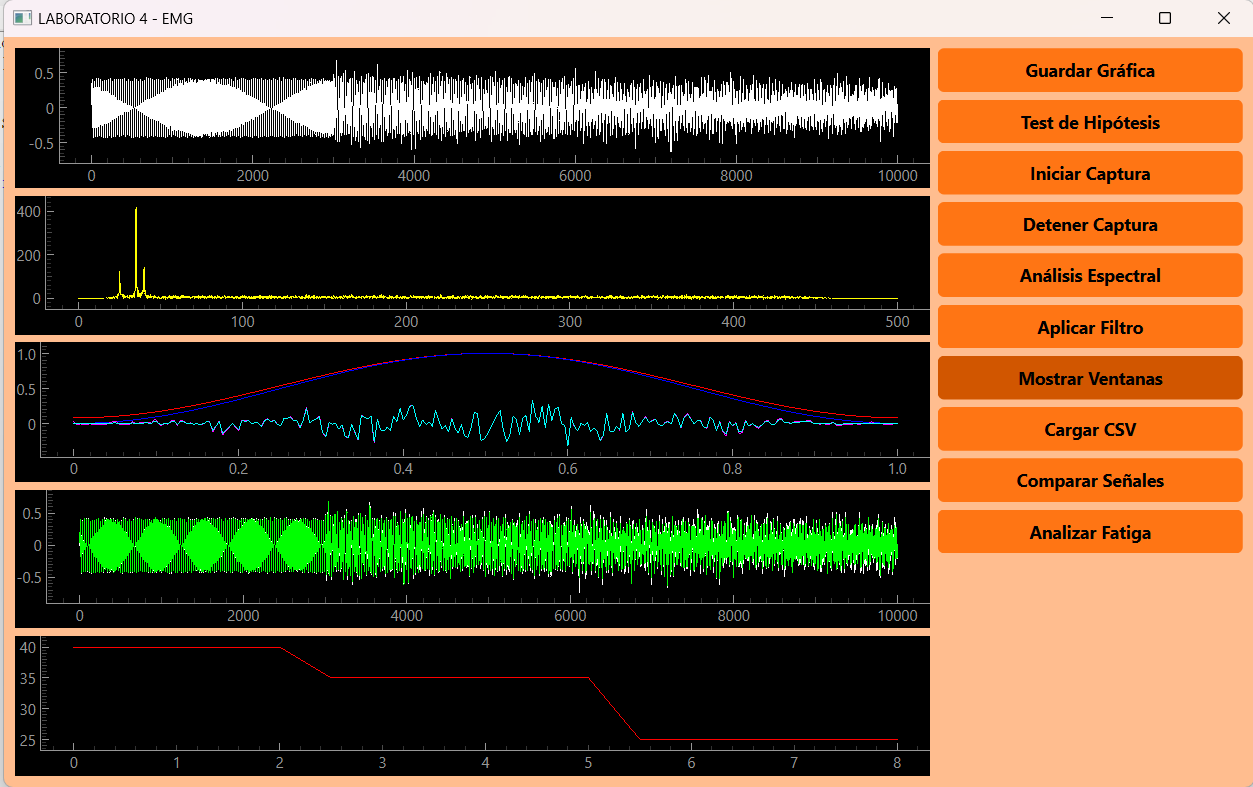 LABORATORIO 4 - EMG
0.5
0
-0.5
0 2000 4000 6000 8000 10000
400
200
0
0 100 200 300 400 500
1.0
0.5
0
0 0.2 0.4 0.6 0.8 1.0
0.5
0
-0.5
0 2000 4000 6000 8000 10000
40
35
30
25
0 1 2 3 4 5 6 7 8
Guardar Gráfica
Test de Hipótesis
Iniciar Captura
Detener Captura
Análisis Espectral
Aplicar Filtro
Mostrar Ventanas
Cargar CSV
Comparar Señales
Analizar Fatiga